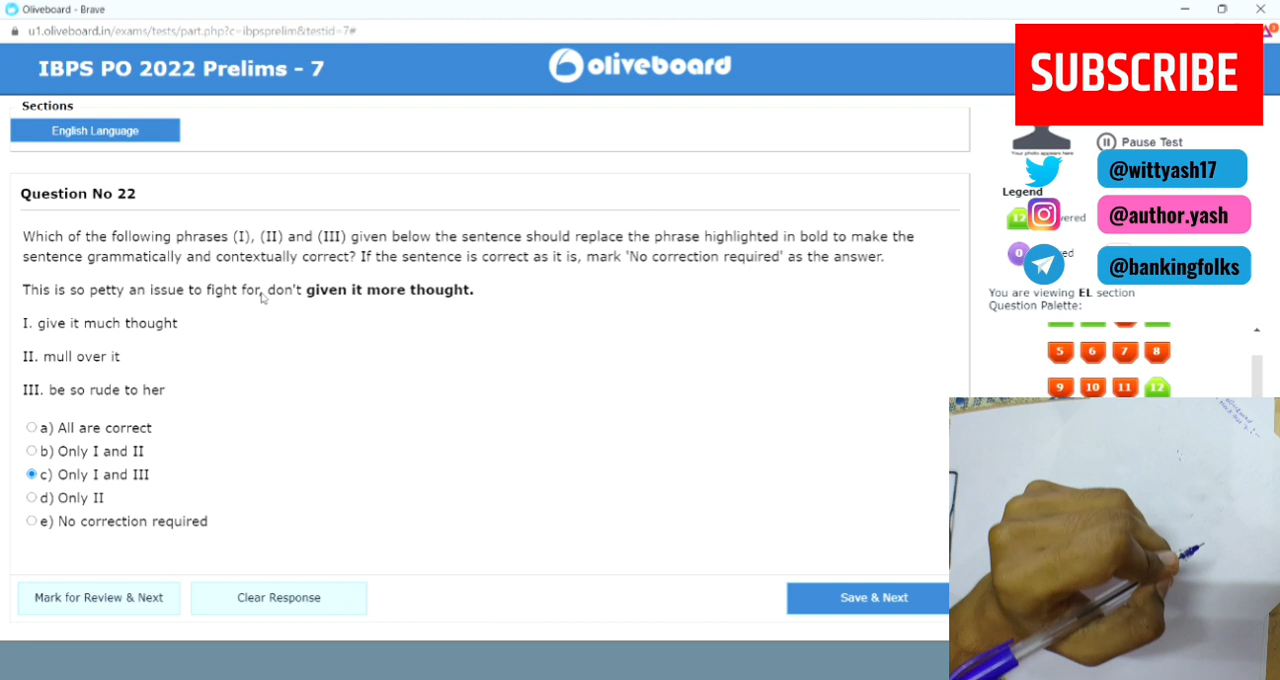 Oliveboard - Brave
u1.oliveboard.in/exams/tests/part.php?c=ibpsprelim&testid=7#
IBPS PO 2022 Prelims - 7
oliveboard
SUBSCRIBE
Sections
English Language
Your photo appears here
Pause Test
@wittyash17
Legend
12
@author.yash
0
@bankingfolks
You are viewing EL section
Question Palette:
5 6 7 8
9 10 11 12
Question No 22
Which of the following phrases (I), (II) and (III) given below the sentence should replace the phrase highlighted in bold to make the
sentence grammatically and contextually correct? If the sentence is correct as it is, mark 'No correction required' as the answer.
This is so petty an issue to fight for, don't given it more thought.
I. give it much thought
II. mull over it
III. be so rude to her
a) All are correct
b) Only I and II
c) Only I and III
d) Only II
e) No correction required
Mark for Review & Next
Clear Response
Save & Next